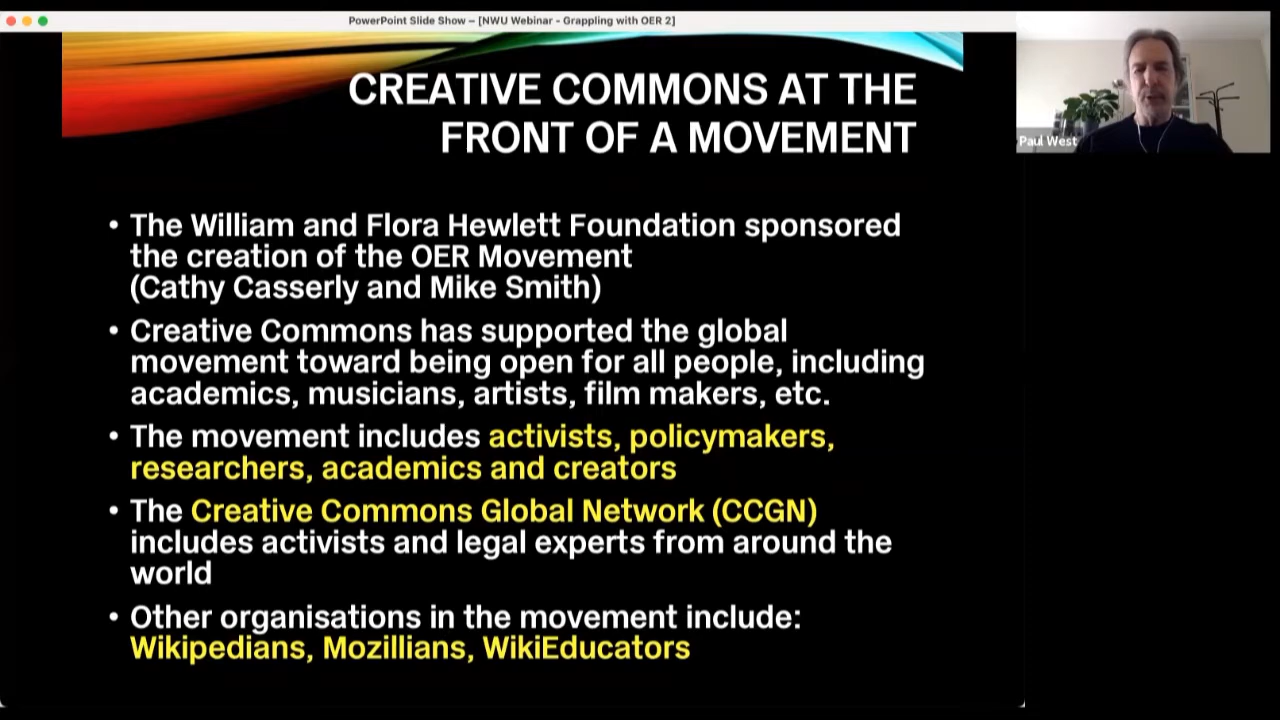 PowerPoint Slide Show – [NWU Webinar - Grappling with OER 2]
CREATIVE COMMONS AT THE
FRONT OF A MOVEMENT
• The William and Flora Hewlett Foundation sponsored
the creation of the OER Movement
(Cathy Casserly and Mike Smith)
• Creative Commons has supported the global
movement toward being open for all people, including
academics, musicians, artists, film makers, etc.
• The movement includes activists, policymakers,
researchers, academics and creators
• The Creative Commons Global Network (CCGN)
includes activists and legal experts from around the
world
• Other organisations in the movement include:
Wikipedians, Mozillians, WikiEducators
Paul West